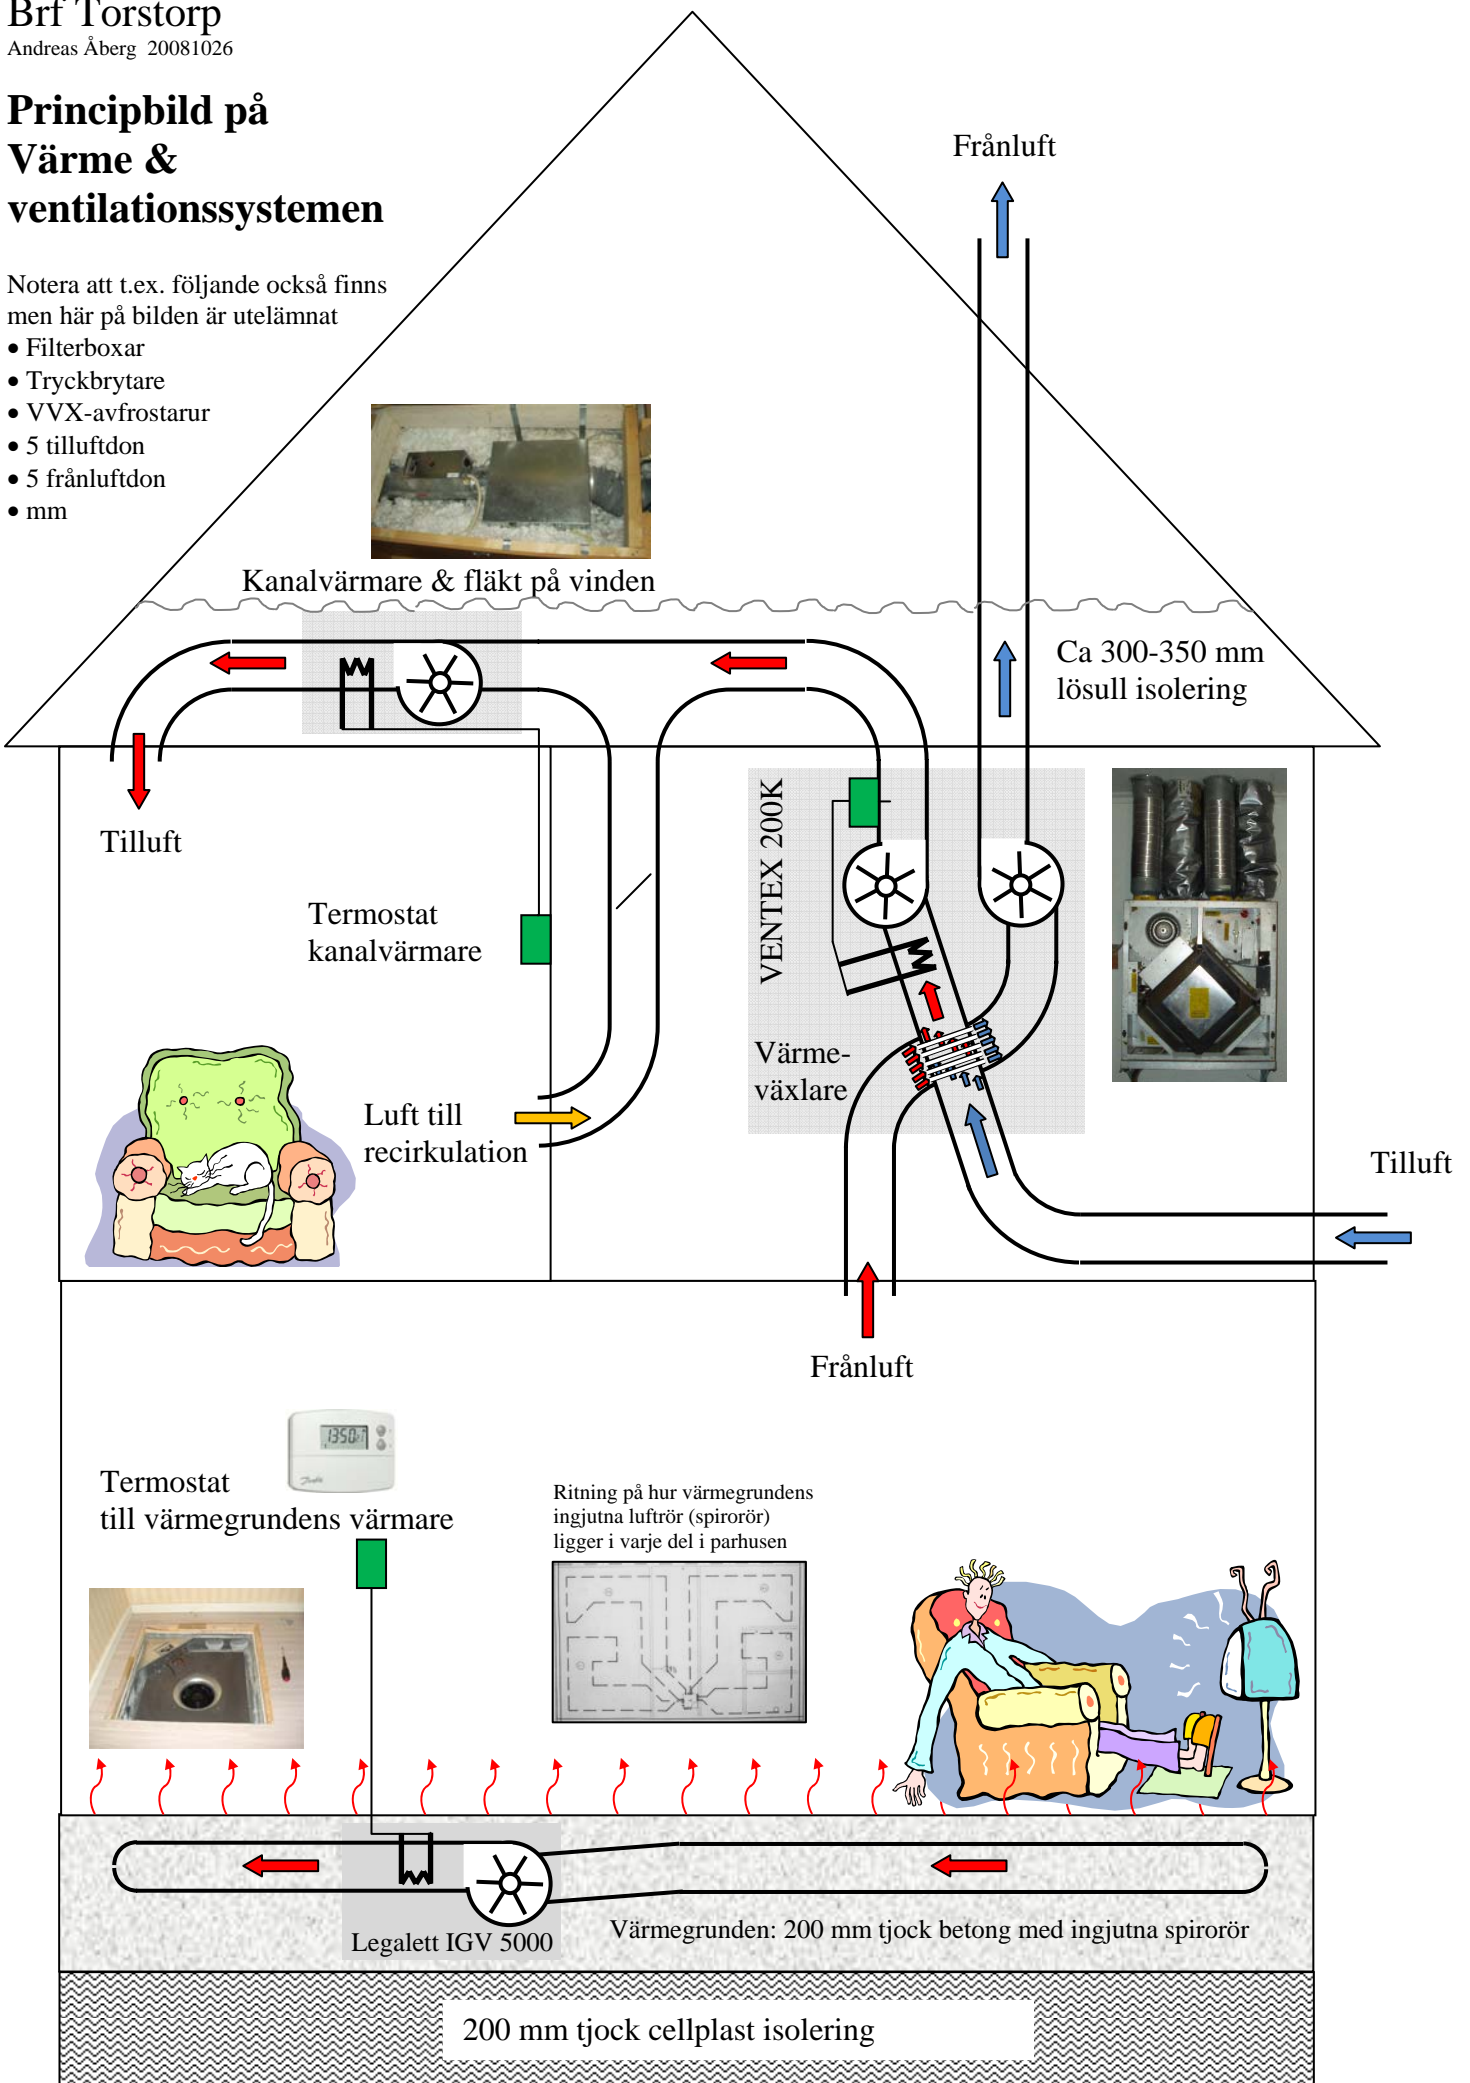 Brf Torstorp
Andreas Åberg 20081026
Principbild på
Värme &
ventilationssystemen
Notera att t.ex. följande också finns
men här på bilden är utelämnat
• Filterboxar
• Tryckbrytare
• VVX-avfrostarur
• 5 tilluftdon
• 5 frånluftdon
• mm
Frånluft
Kanalvärmare & fläkt på vinden
Ca 300-350 mm
lösull isolering
Tilluft
VENTEX 200K
Termostat
kanalvärmare
Värme-
växlare
Luft till
recirkulation
Tilluft
Frånluft
1350
Termostat
till värmegrundens värmare
Ritning på hur värmegrundens
ingjutna luftrör (spirorör)
ligger i varje del i parhusen
Värmegrunden: 200 mm tjock betong med ingjutna spirorör
Legalett IGV 5000
200 mm tjock cellplast isolering